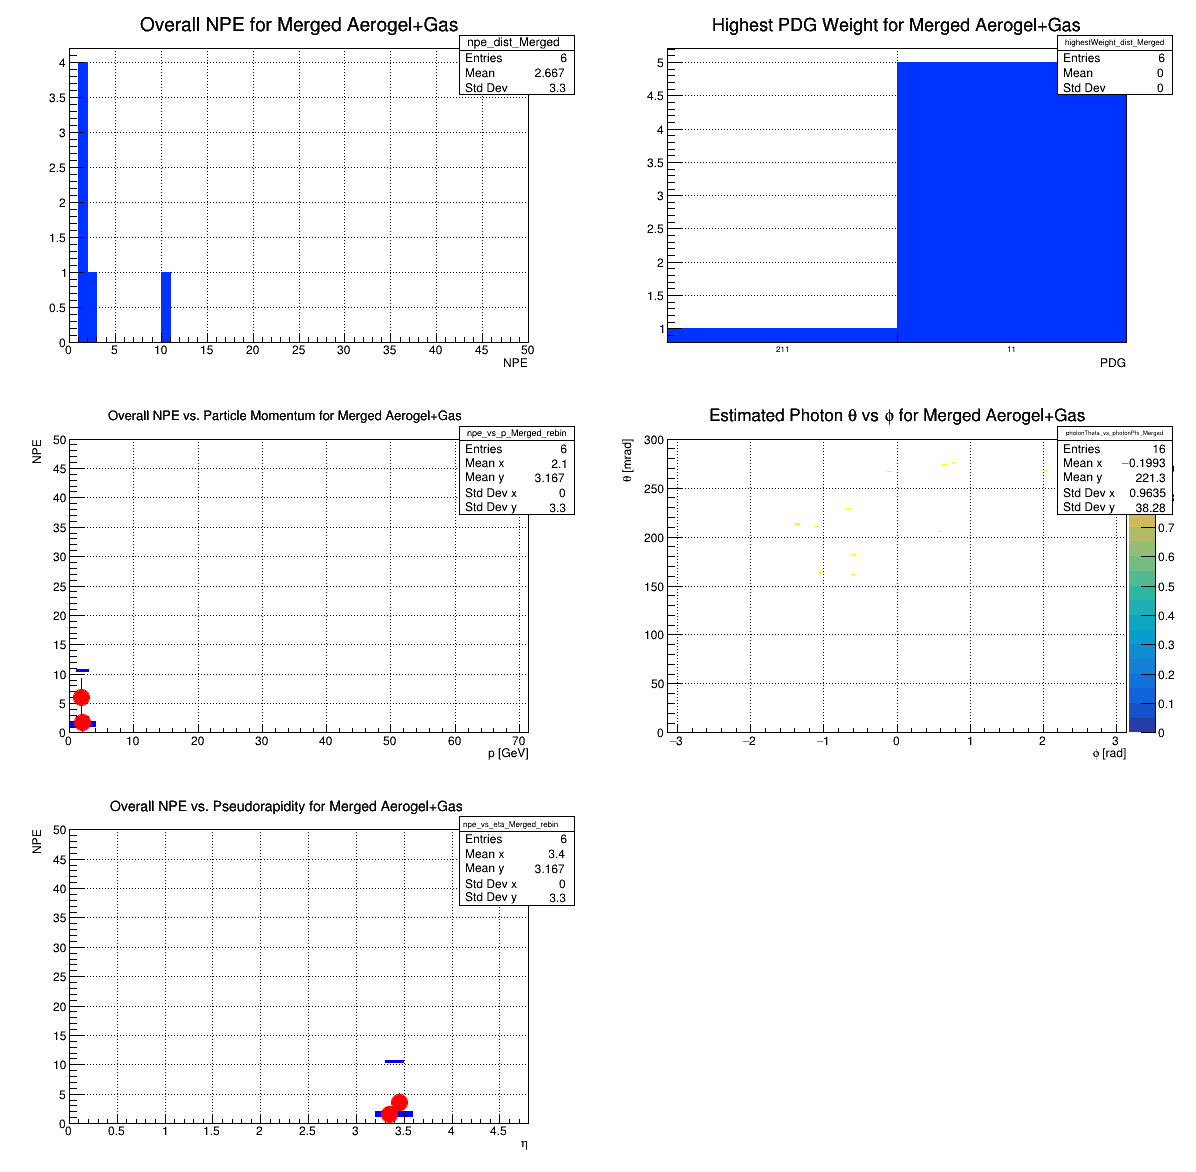 Overall NPE for Merged Aerogel+Gas
npe_dist_Merged
Entries 6
Mean 2.667
Std Dev 3.3
4
3.5
3
2.5
2
1.5
1
0.5
0
0 5 10 15 20 25 30 35 40 45 50
NPE
Highest PDG Weight for Merged Aerogel+Gas
highestWeight_dist_Merged
Entries 6
Mean 0
Std Dev 0
5
4.5
4
3.5
3
2.5
2
1.5
1
211 11
PDG
Overall NPE vs. Particle Momentum for Merged Aerogel+Gas
npe_vs_p_Merged_rebin
Entries 6
Mean x 2.1
Mean y 3.167
Std Dev x 0
Std Dev y 3.3
NPE
50
45
40
35
30
25
20
15
10
5
0
0 10 20 30 40 50 60 70
p [GeV]
Estimated Photon θ vs ϕ for Merged Aerogel+Gas
photonTheta_vs_photonPhi_Merged
Entries 16
Mean x −0.1993
Mean y 221.3
Std Dev x 0.9635
Std Dev y 38.28
θ [mrad]
300
250
200
150
100
50
0
−3 −2 −1 0 1 2 3
ϕ [rad]
0.7
0.6
0.5
0.4
0.3
0.2
0.1
0
Overall NPE vs. Pseudorapidity for Merged Aerogel+Gas
npe_vs_eta_Merged_rebin
Entries 6
Mean x 3.4
Mean y 3.167
Std Dev x 0
Std Dev y 3.3
NPE
50
45
40
35
30
25
20
15
10
5
0
0 0.5 1 1.5 2 2.5 3 3.5 4 4.5
η